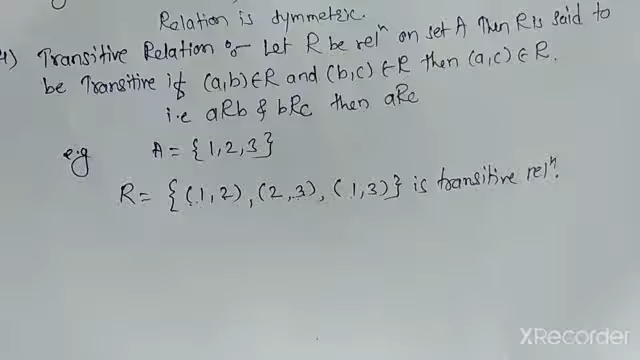 Relation is symmetric.
4) Transitive Relation :- Let R be relⁿ on set A Then R is said to
be Transitive if (a,b) ∈ R and (b,c) ∈ R then (a,c) ∈ R.
i.e aRb & bRc then aRc
e.g A = {1,2,3}
R = {(1,2), (2,3), (1,3)} is transitive relⁿ.
XRecorder